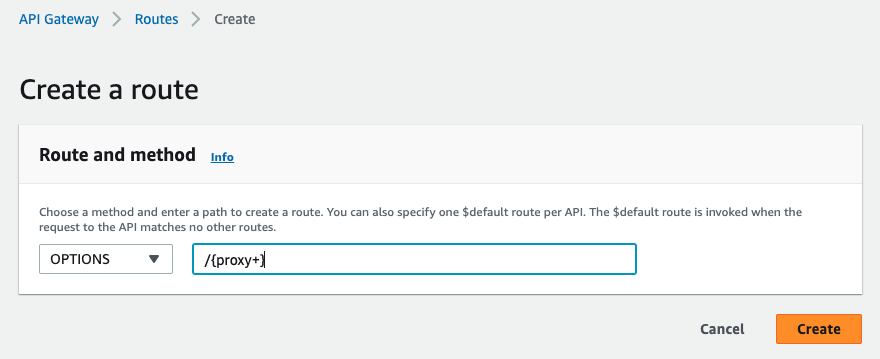 API Gateway > Routes > Create
Create a route
Route and method Info
Choose a method and enter a path to create a route. You can also specify one $default route per API. The $default route is invoked when the
request to the API matches no other routes.
OPTIONS /{proxy+}
Cancel Create